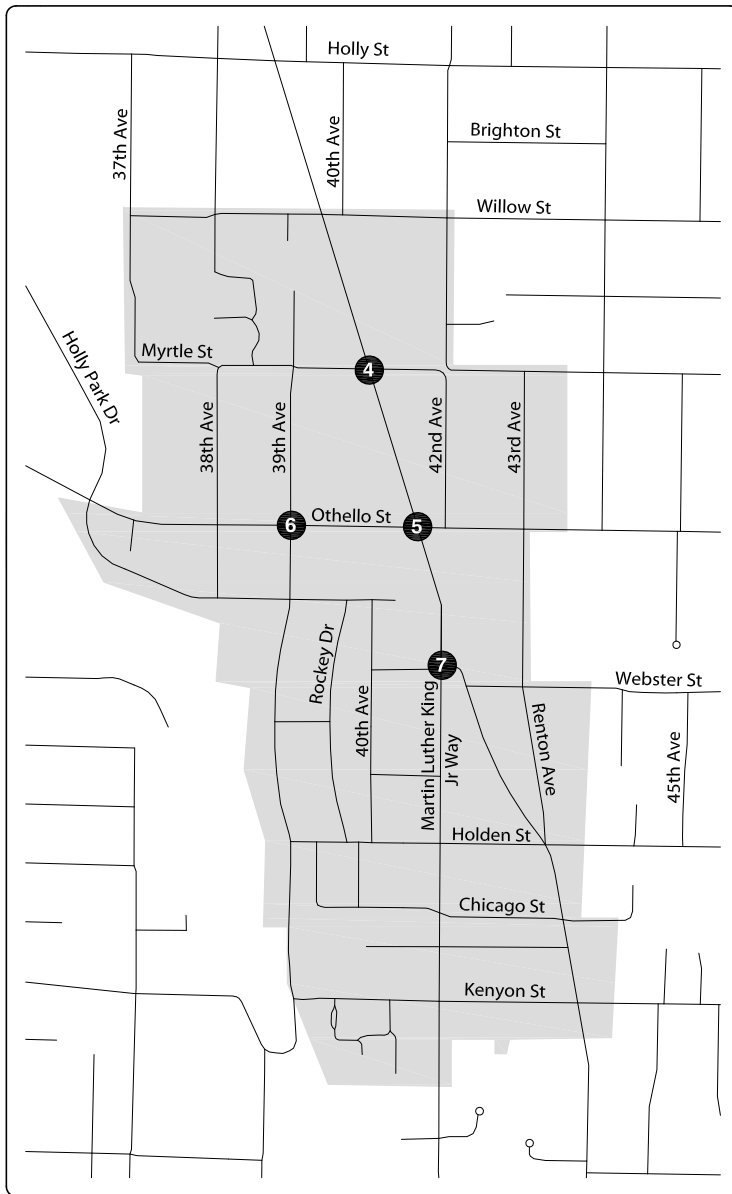 Holly St
37th Ave
40th Ave
Brighton St
Willow St
Holly Park Dr
Myrtle St
4
38th Ave
39th Ave
42nd Ave
43rd Ave
6
Othello St
5
Rockey Dr
40th Ave
7
Martin Luther King
Jr Way
Webster St
Renton Ave
45th Ave
Holden St
Chicago St
Kenyon St